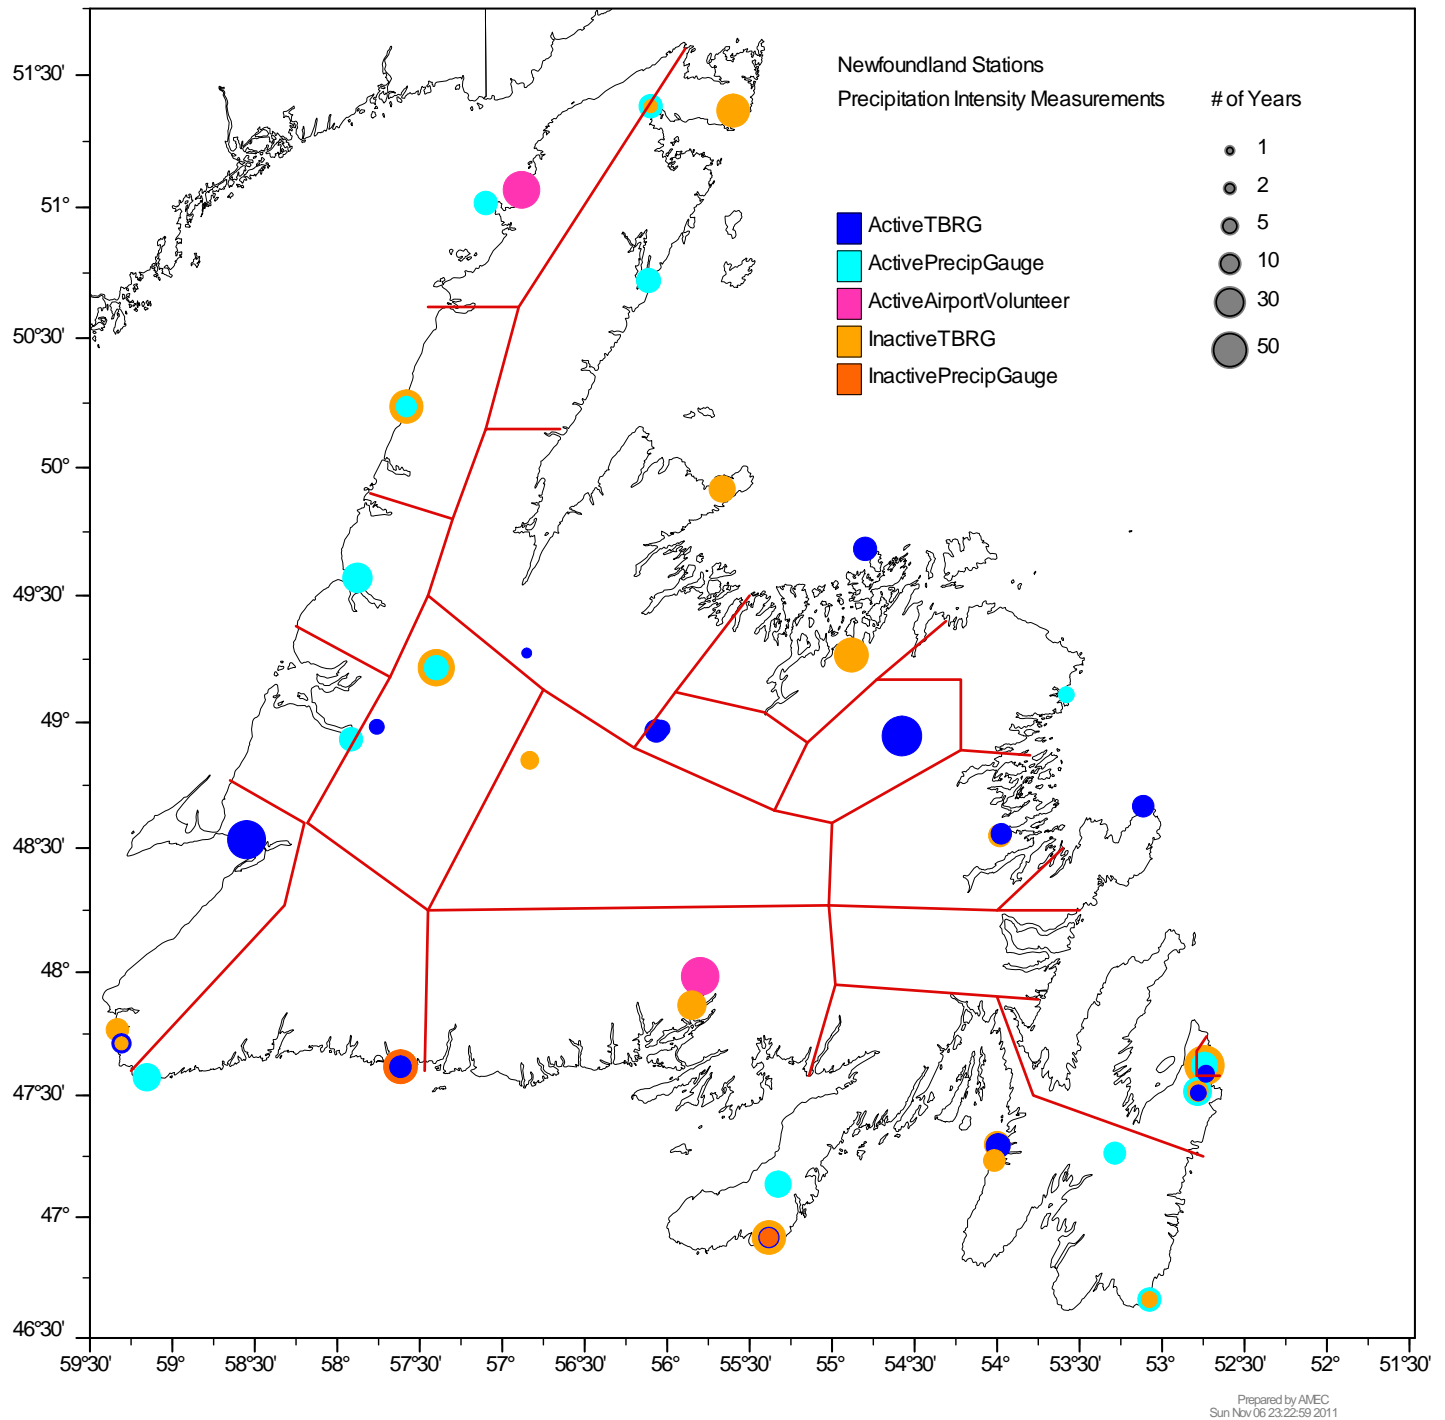 Newfoundland Stations
Precipitation Intensity Measurements # of Years
1
2
5
10
30
50
ActiveTBRG
ActivePrecipGauge
ActiveAirportVolunteer
InactiveTBRG
InactivePrecipGauge
51°30'
51°
50°30'
50°
49°30'
49°
48°30'
48°
47°30'
47°
46°30'
59°30' 59° 58°30' 58° 57°30' 57° 56°30' 56° 55°30' 55° 54°30' 54° 53°30' 53° 52°30' 52° 51°30'
Prepared by AMEC
Sun Nov 06 23:22:59 2011